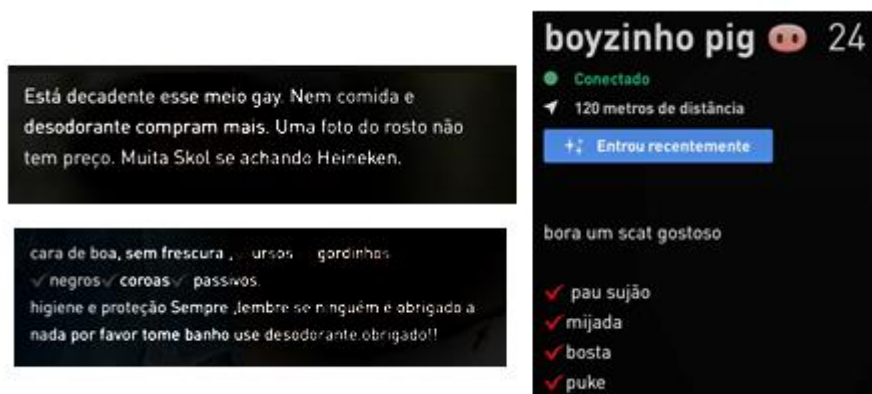 Está decadente esse meio gay. Nem comida e
desodorante compram mais. Uma foto do rosto não
tem preço. Muita Skol se achando Heineken.
cara de boa, sem frescura , ursos gordinhos
✓negros✓coroas✓ passivos.
higiene e proteção Sempre ,lembre se ninguém é obrigado a
nada por favor tome banho use desodorante.obrigado!!
boyzinho pig 🐽 24
Conectado
120 metros de distância
Entrou recentemente
bora um scat gostoso
✓ pau sujão
✓mijada
✓bosta
✓puke